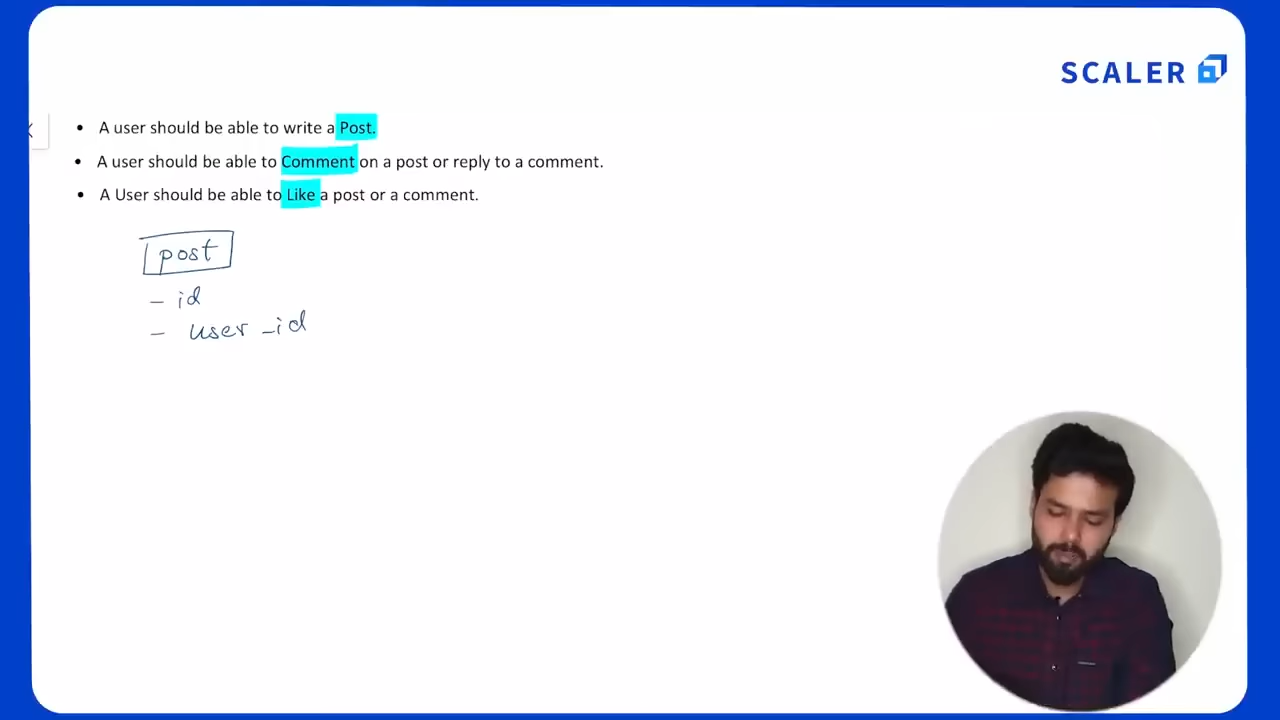 SCALER
• A user should be able to write a Post.
• A user should be able to Comment on a post or reply to a comment.
• A User should be able to Like a post or a comment.
post
- id
- user_id